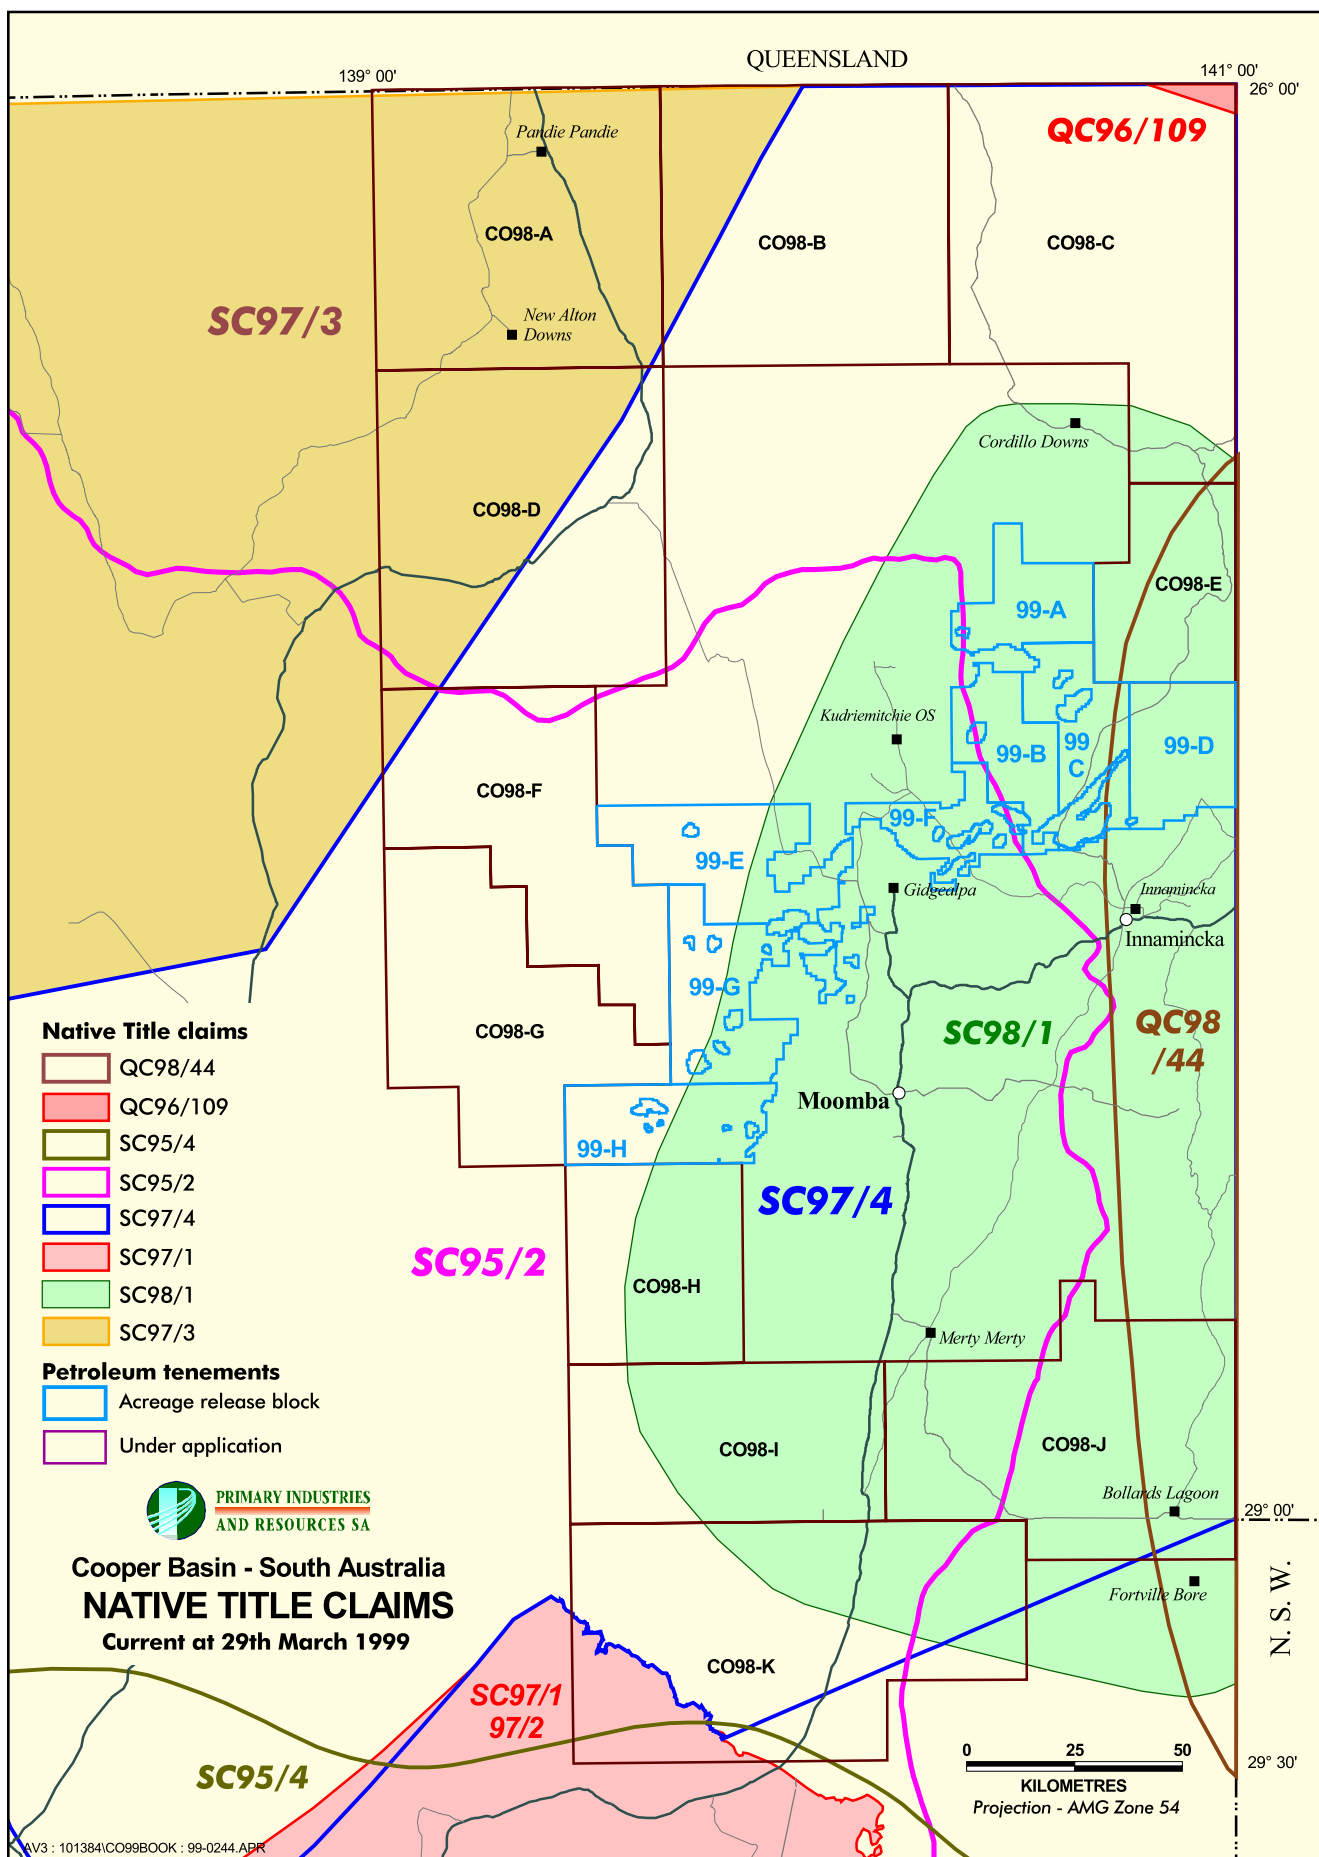 QUEENSLAND
139° 00'
141° 00'
26° 00'
Pandie Pandie
QC96/109
CO98-A
CO98-B
CO98-C
SC97/3
New Alton
Downs
Cordillo Downs
CO98-D
CO98-E
99-A
Kudriemitchie OS
99-B
99
C
99-D
CO98-F
99-F
99-E
Gidgealpa
Innamincka
Innamincka
99-G
CO98-G
SC98/1
QC98
/44
Moomba
99-H
SC97/4
SC95/2
CO98-H
Merty Merty
CO98-I
CO98-J
Bollards Lagoon
29° 00'
Fortville Bore
N. S. W.
CO98-K
SC97/1
97/2
SC95/4
29° 30'
Native Title claims
QC98/44
QC96/109
SC95/4
SC95/2
SC97/4
SC97/1
SC98/1
SC97/3
Petroleum tenements
Acreage release block
Under application
PRIMARY INDUSTRIES
AND RESOURCES SA
Cooper Basin - South Australia
NATIVE TITLE CLAIMS
Current at 29th March 1999
0 25 50
KILOMETRES
Projection - AMG Zone 54
AV3 : 101384\CO99BOOK : 99-0244.APR